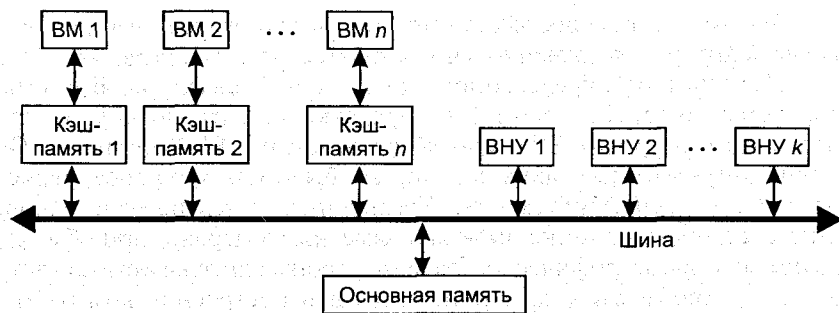 ВМ 1
ВМ 2
...
ВМ n
Кэш-
память 1
Кэш-
память 2
Кэш-
память n
ВНУ 1
ВНУ 2
...
ВНУ k
Шина
Основная память